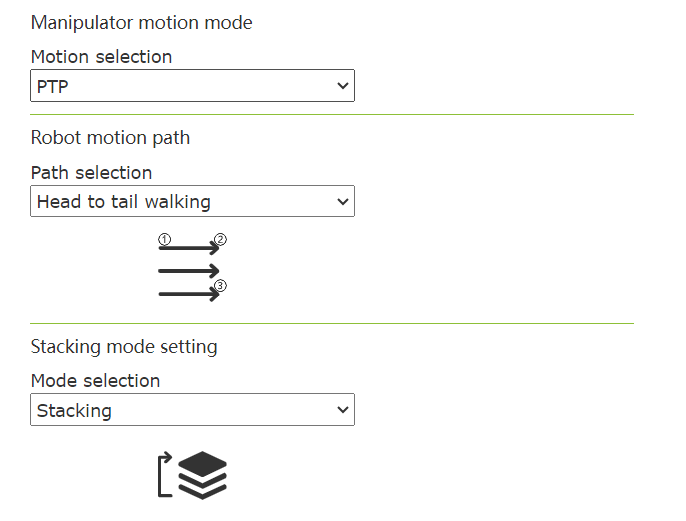 Manipulator motion mode
Motion selection
PTP
Robot motion path
Path selection
Head to tail walking
① ②
③
Stacking mode setting
Mode selection
Stacking